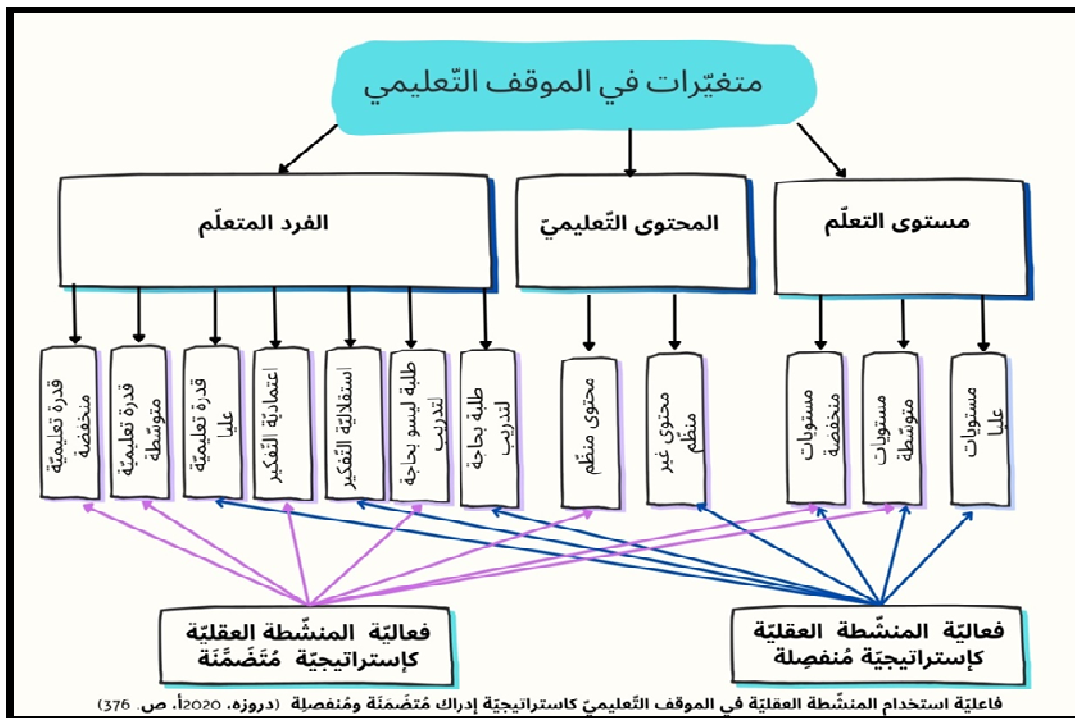 متغيّرات في الموقف التّعليمي
مستوى التعلّم
المحتوى التّعليميّ
الفرد المتعلّم
مستويات
عليا
مستويات
متوسّطة
مستويات
منخفضة
محتوى غير
منظّم
محتوى منظّم
طلبة بحاجة
لتدريب
طلبة ليسو بحاجة
لتدريب
استقلاليّة التّفكير
اعتماديّة التّفكير
قدرة تعليميّة
عليا
قدرة تعليميّة
متوسّطة
قدرة تعليميّة
منخفضة
فعاليّة المنشّطة العقليّة
كإستراتيجيّة مُنفصِلة
فعاليّة المنشّطة العقليّة
كإستراتيجيّة مُتَضَمَّنَة
فاعليّة استخدام المنشّطة العقليّة في الموقف التّعليميّ كاستراتيجيّة إدراك مُتَضَمَنَة ومُنفصلِة (دروزه، 2020أ، ص. 376)